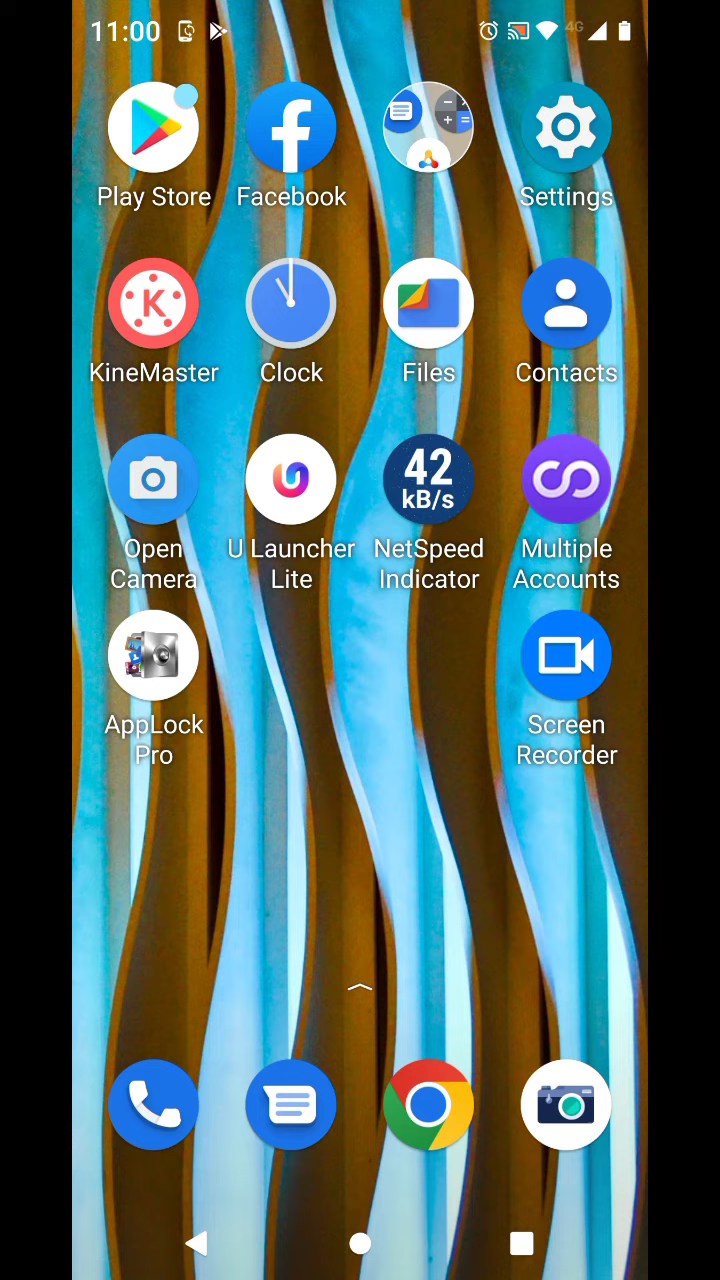 11:00
4G
Play Store
Facebook
Settings
K
KineMaster
Clock
Files
Contacts
42
kB/s
Open
Camera
U Launcher
Lite
NetSpeed
Indicator
Multiple
Accounts
AppLock
Pro
Screen
Recorder